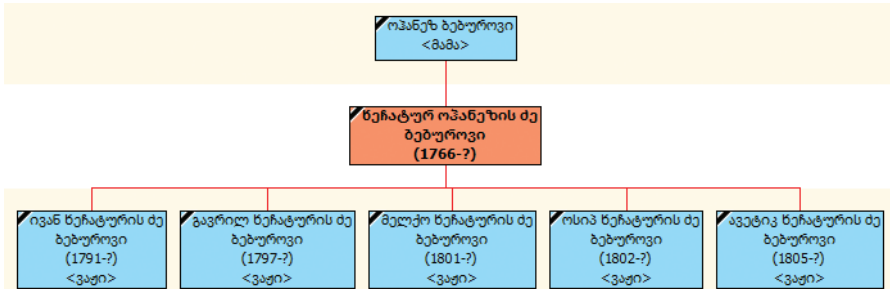 ოჰანეზ ბებუროვი
<მამა>
ხეჩატურ ოჰანეზის ძე
ბებუროვი
(1766-?)
ივან ხეჩატურის ძე
ბებუროვი
(1791-?)
<ვაჟი>
გავრილ ხეჩატურის ძე
ბებუროვი
(1797-?)
<ვაჟი>
მელქო ხეჩატურის ძე
ბებუროვი
(1801-?)
<ვაჟი>
ოსიპ ხეჩატურის ძე
ბებუროვი
(1802-?)
<ვაჟი>
ავეტიკ ხეჩატურის ძე
ბებუროვი
(1805-?)
<ვაჟი>